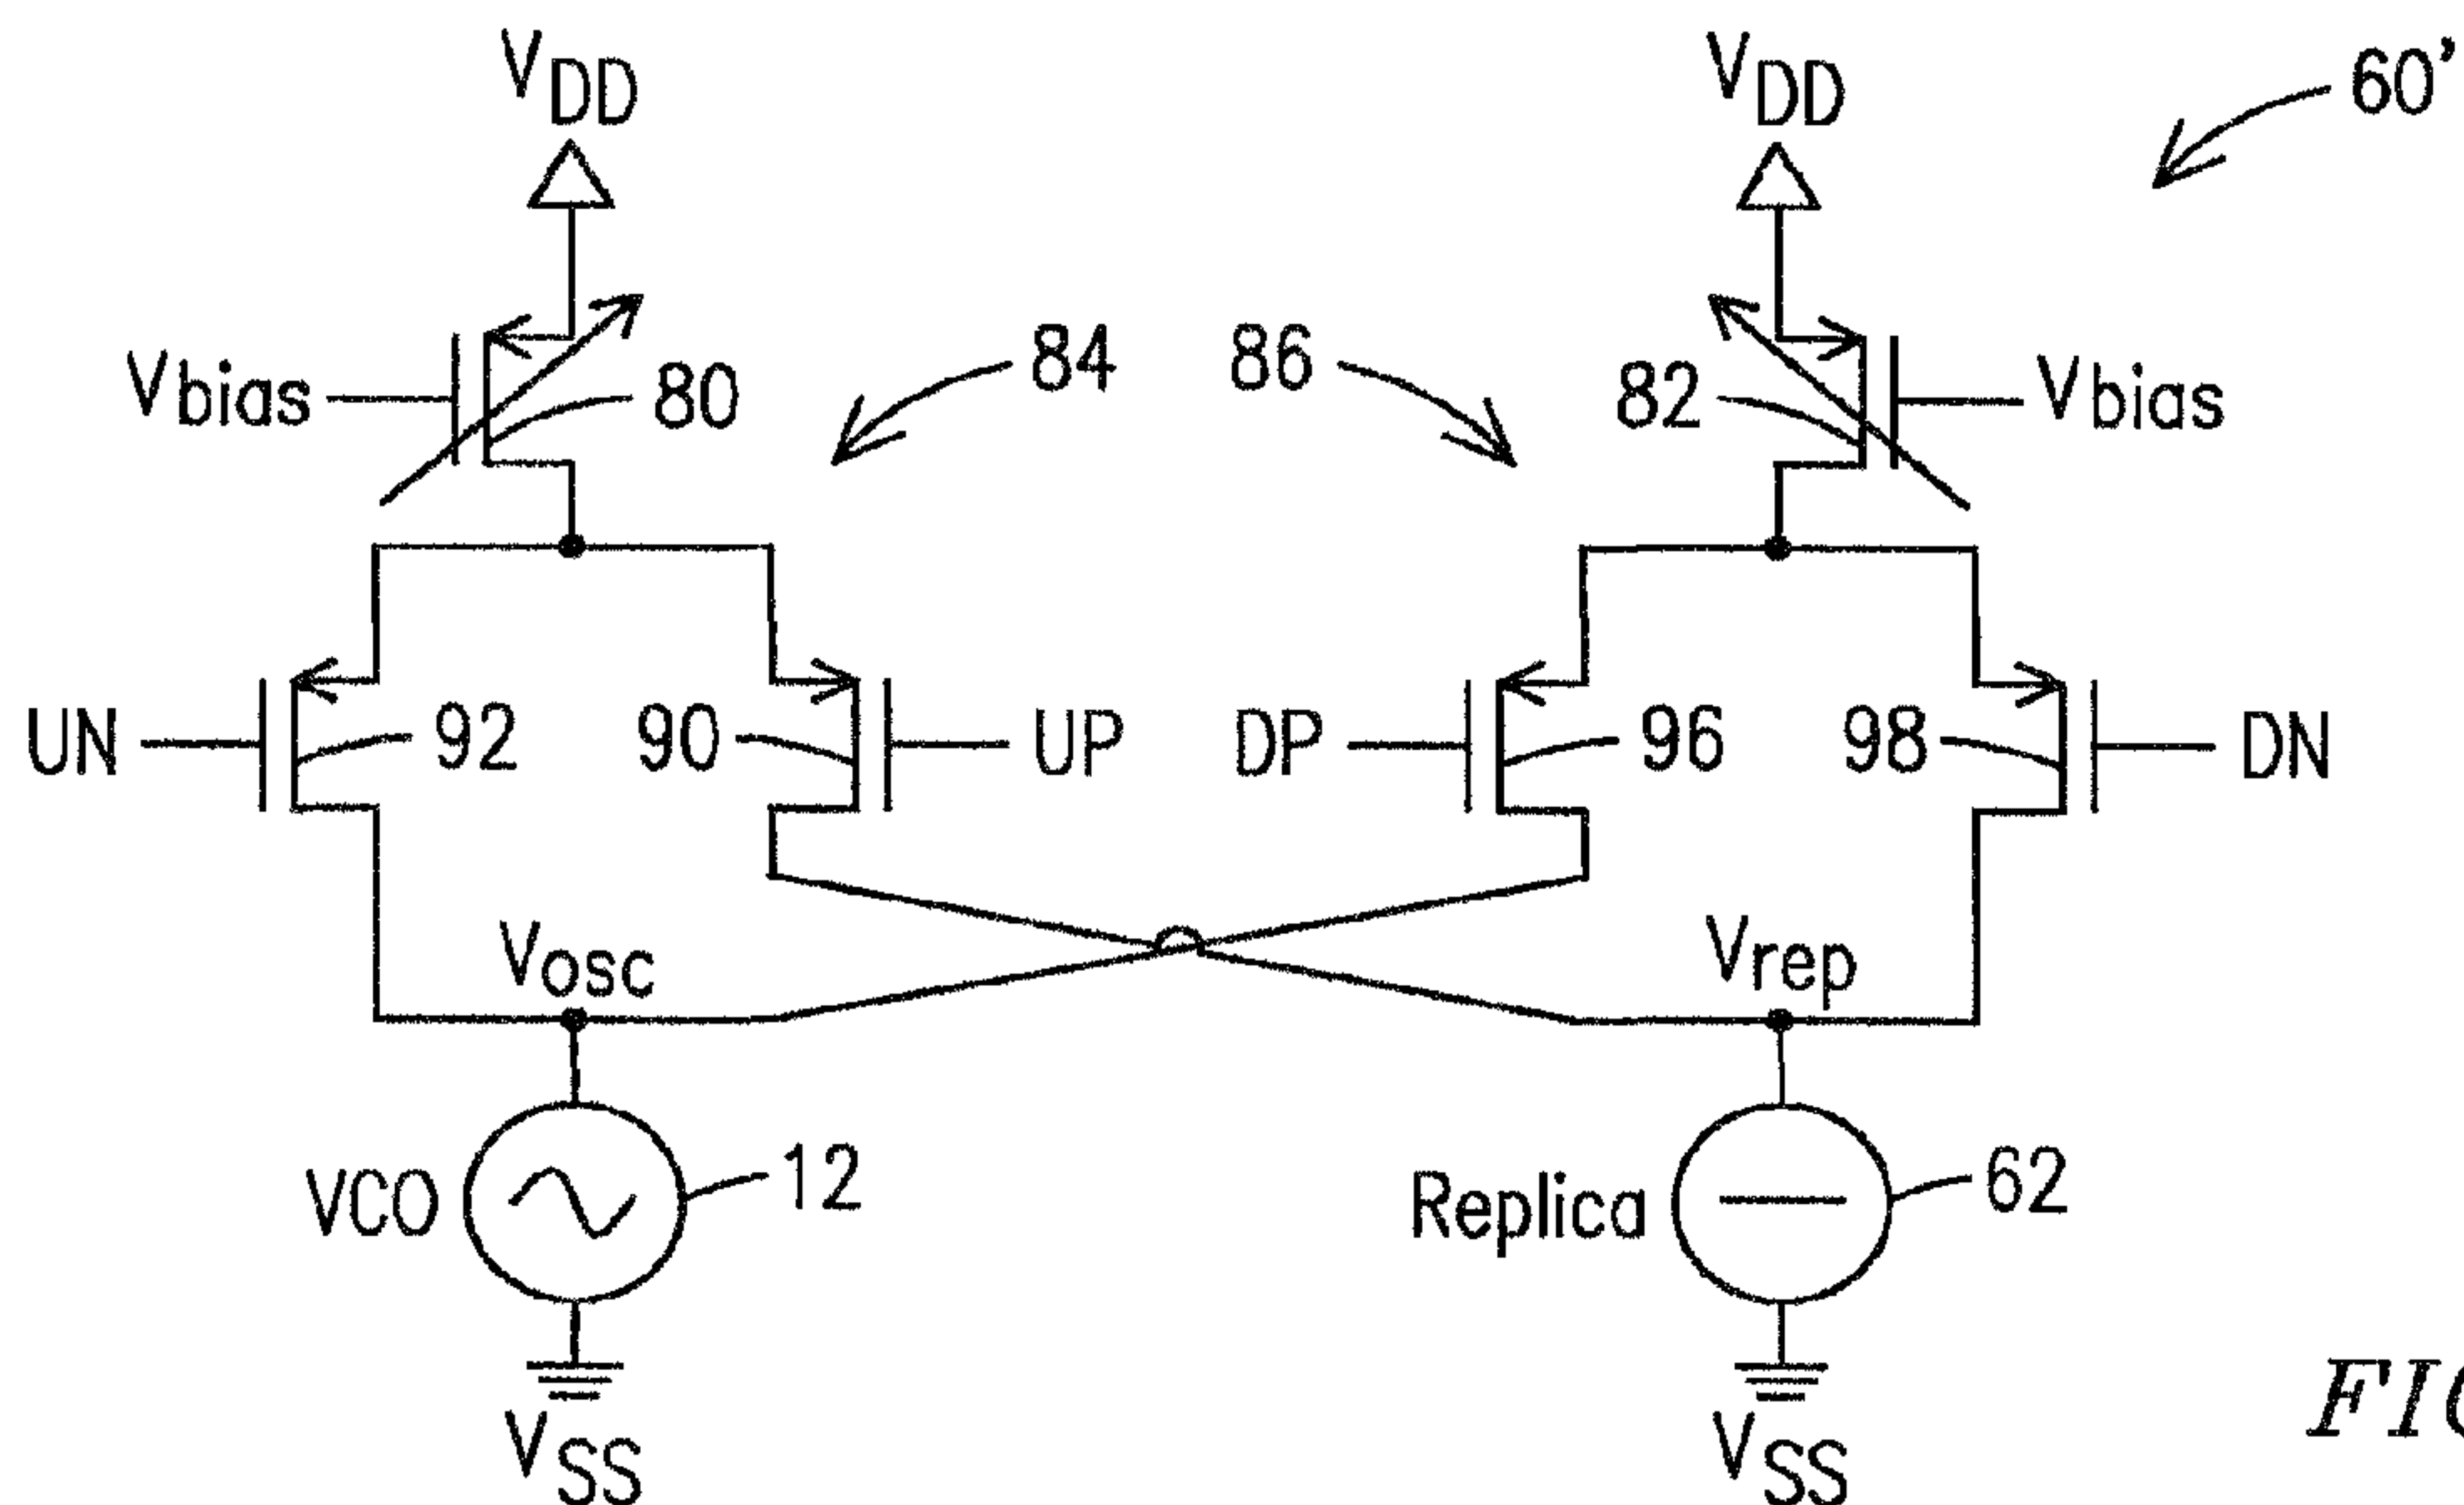 VDD
VDD
60’
Vbias
80
84
86
82
Vbias
UN
92
90
UP
DP
96
98
DN
Vosc
Vrep
VCO
12
Replica
62
VSS
VSS